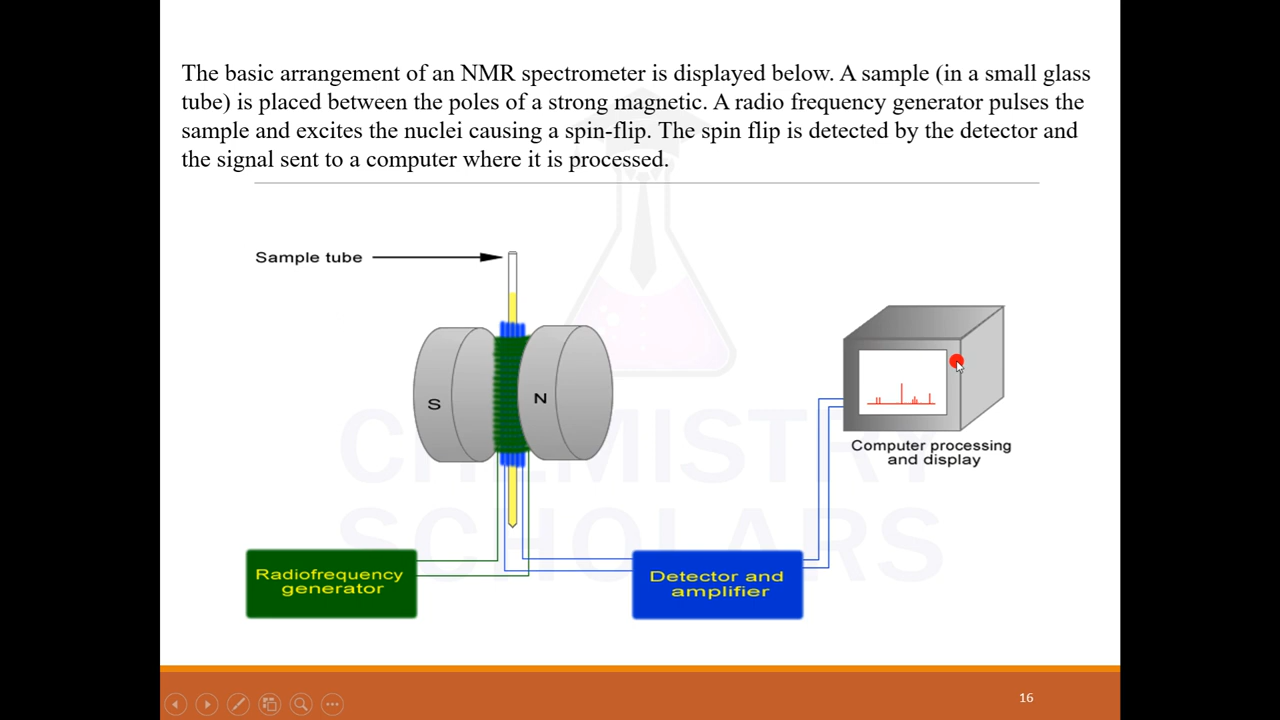 The basic arrangement of an NMR spectrometer is displayed below. A sample (in a small glass
tube) is placed between the poles of a strong magnetic. A radio frequency generator pulses the
sample and excites the nuclei causing a spin-flip. The spin flip is detected by the detector and
the signal sent to a computer where it is processed.
Sample tube
S
N
Computer processing
and display
CHEMISTRY
SCHOLARS
Radiofrequency
generator
Detector and
amplifier
16